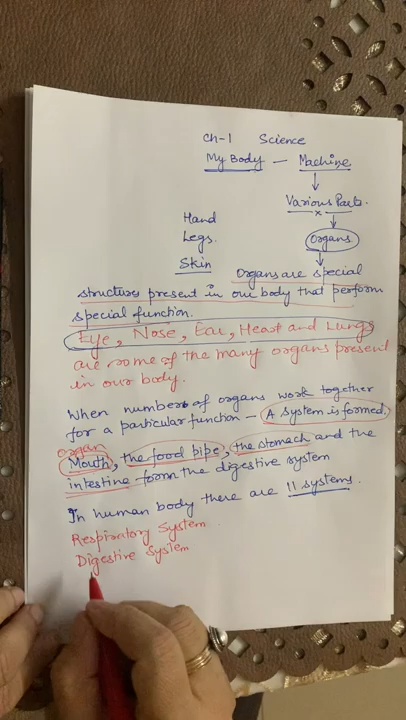 Ch-1 Science
My Body – Machine
Various Parts.
Hand
Legs.
Organs
Skin
Organs are special
structures present in our body that perform
special function.
Eye, Nose, Ear, Heart and Lungs
are some of the many organs present
in our body.
When numbers of organs work together
for a particular function – A system is formed.
organ
Mouth, the food pipe, the stomach and the
intestine form the digestive system
In human body there are 11 systems.
Respiratory System
Digestive System